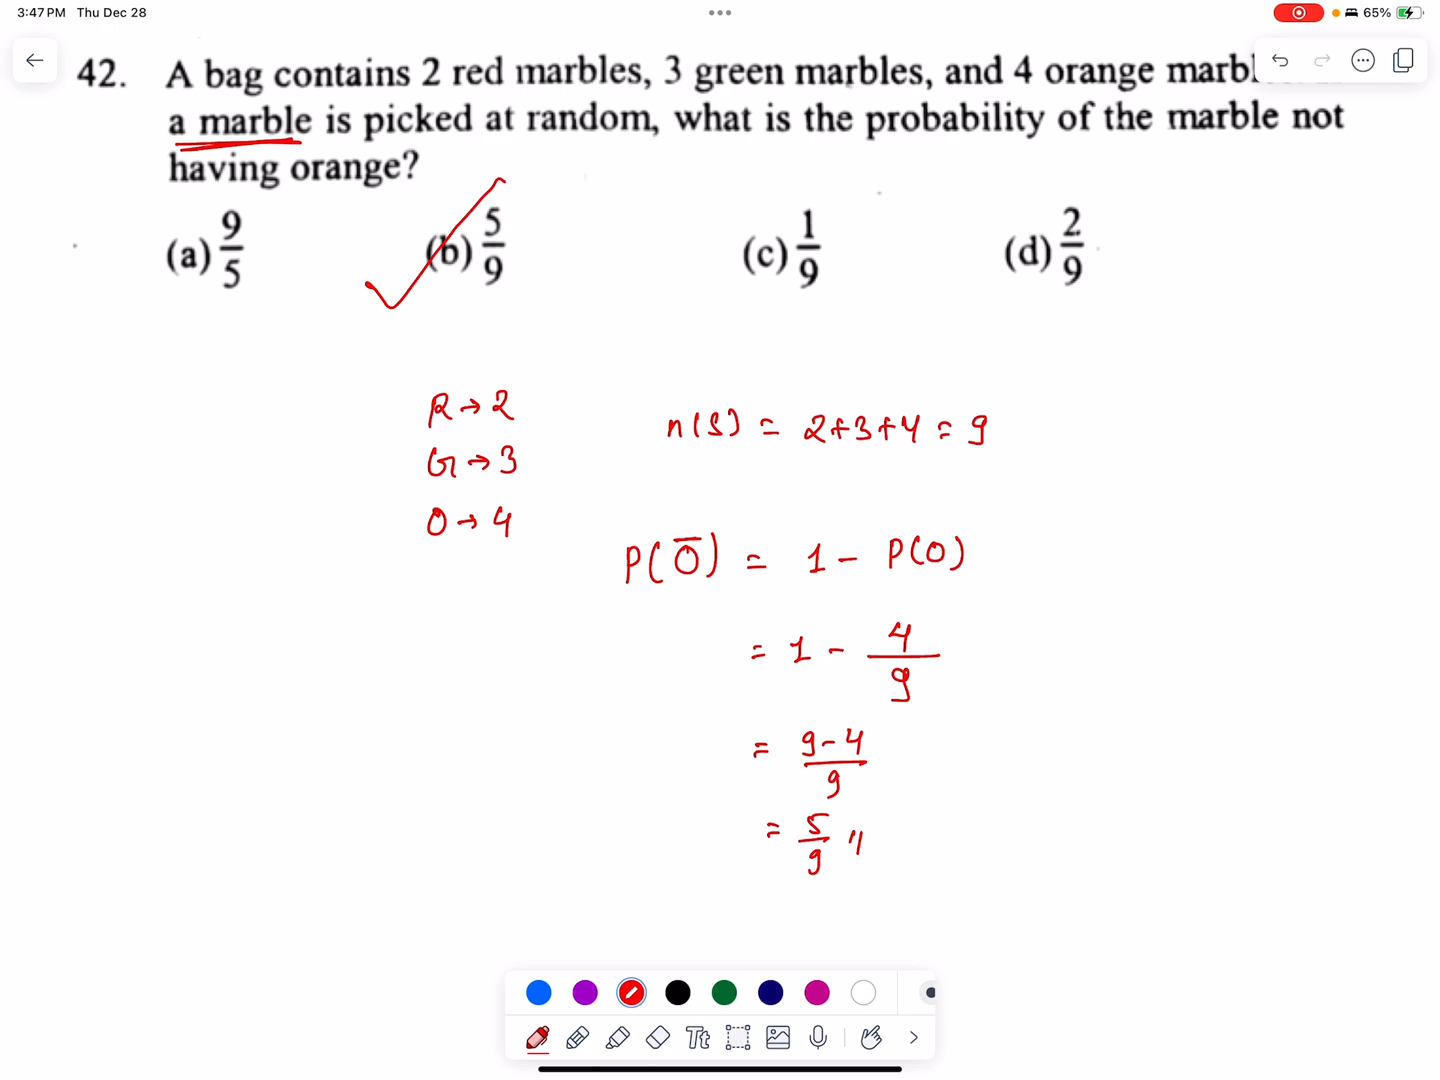 3:47 PM Thu Dec 28
65%
42. A bag contains 2 red marbles, 3 green marbles, and 4 orange
a marble is picked at random, what is the probability of the marble not
having orange?
(a) 9/5 (b) 5/9 (c) 1/9 (d) 2/9
R → 2
G → 3
O → 4
n(S) = 2+3+4 = 9
P(O̅) = 1 - P(O)
= 1 - 4/9
= 9-4/9
= 5/9 "
Tt